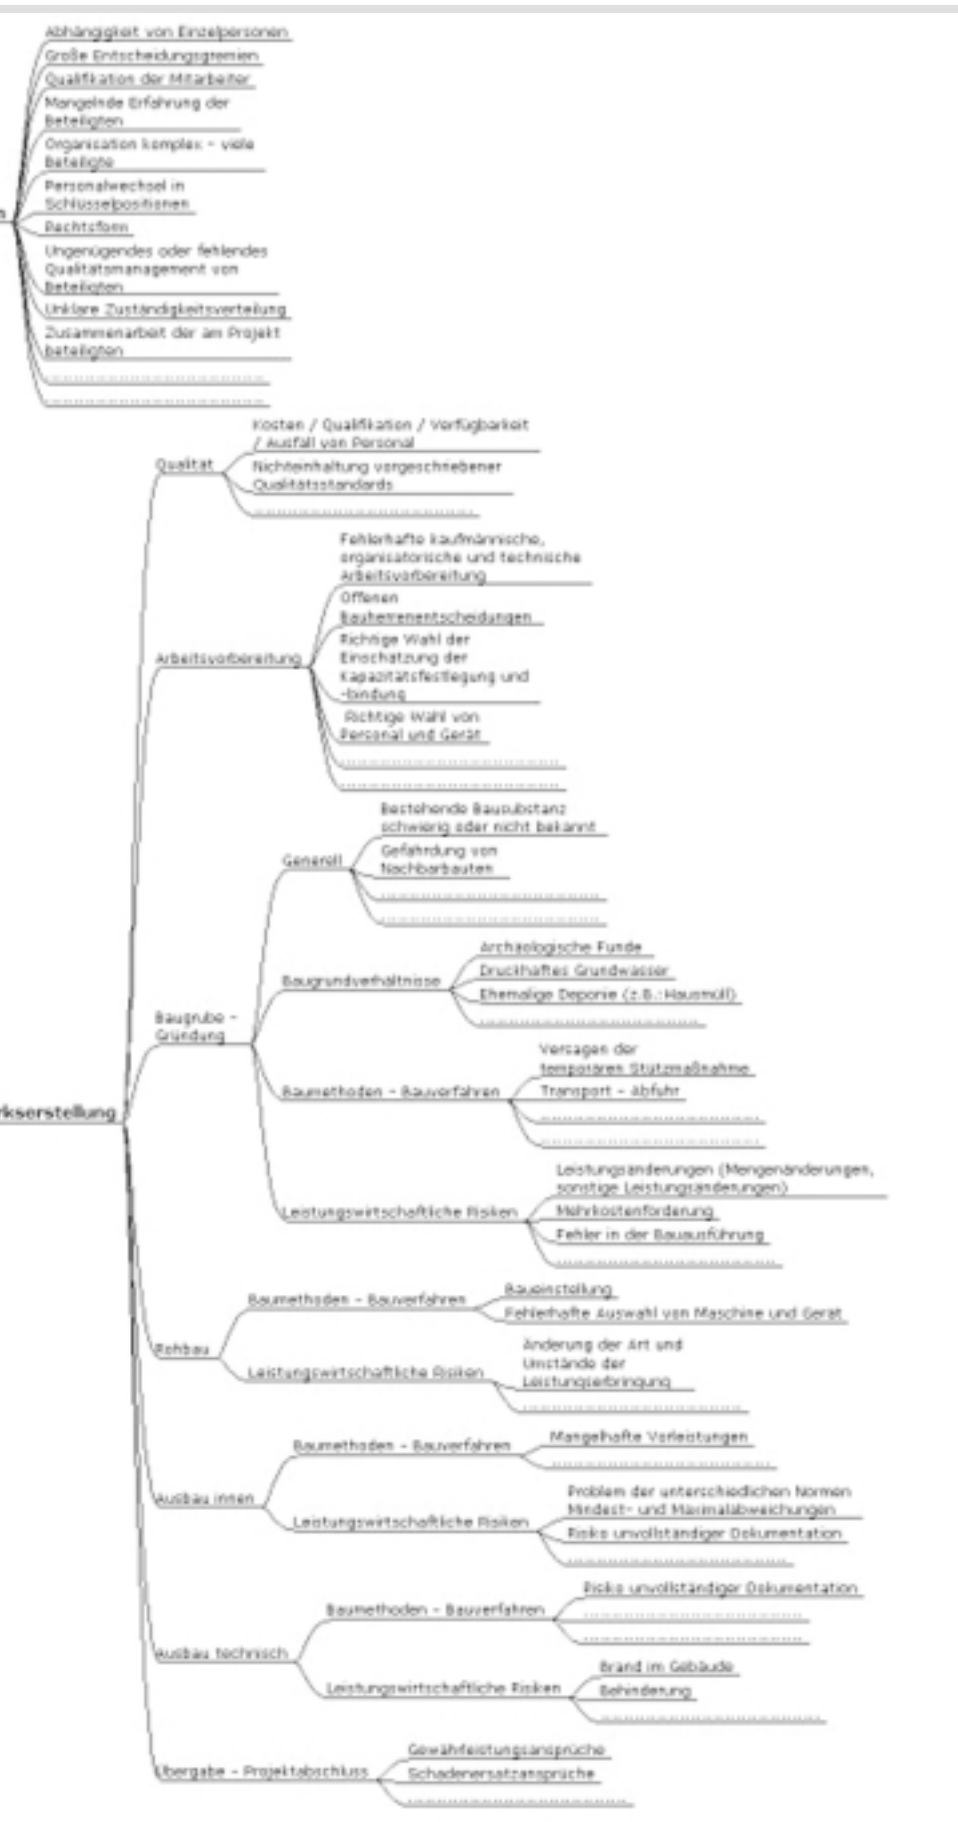 Abhängigkeit von Einzelpersonen
Große Entscheidungsgremien
Qualifikation der Mitarbeiter
Mangelnde Erfahrung der
Beteiligten
Organisation komplex - viele
Beteiligte
Personalwechsel in
Schlüsselpositionen
n
Rechtsform
Ungenügendes oder fehlendes
Qualitätsmanagement von
Beteiligten
Unklare Zuständigkeitsverteilung
Zusammenarbeit der am Projekt
beteiligten
Qualität
Kosten / Qualifikation / Verfügbarkeit
/ Ausfall von Personal
Nichteinhaltung vorgeschriebener
Qualitätsstandards
Arbeitsvorbereitung
Fehlerhafte kaufmännische,
organisatorische und technische
Arbeitsvorbereitung
Offenen
Bauherrenentscheidungen
Richtige Wahl der
Einschätzung der
Kapazitätsfestlegung und
-bindung
Richtige Wahl von
Personal und Gerät
Baugrube -
Gründung
Generell
Bestehende Bausubstanz
schwierig oder nicht bekannt
Gefährdung von
Nachbarbauten
Baugrundverhältnisse
Archäologische Funde
Druckhaftes Grundwasser
Ehemalige Deponie (z.B.:Hausmüll)
Baumethoden - Bauverfahren
Versagen der
temporären Stützmaßnahme
Transport - Abfuhr
rkserstellung
Leistungswirtschaftliche Risiken
Leistungsänderungen (Mengenänderungen,
sonstige Leistungsänderungen)
Mehrkostenforderung
Fehler in der Bauausführung
Rohbau
Baumethoden - Bauverfahren
Baueinstellung
Fehlerhafte Auswahl von Maschine und Gerät
Leistungswirtschaftliche Risiken
Änderung der Art und
Umstände der
Leistungserbringung
Ausbau innen
Baumethoden - Bauverfahren
Mangelhafte Vorleistungen
Leistungswirtschaftliche Risiken
Problem der unterschiedlichen Normen
Mindest- und Maximalabweichungen
Risiko unvollständiger Dokumentation
Ausbau technisch
Baumethoden - Bauverfahren
Risiko unvollständiger Dokumentation
Leistungswirtschaftliche Risiken
Brand im Gebäude
Behinderung
Übergabe - Projektabschluss
Gewährleistungsansprüche
Schadenersatzansprüche